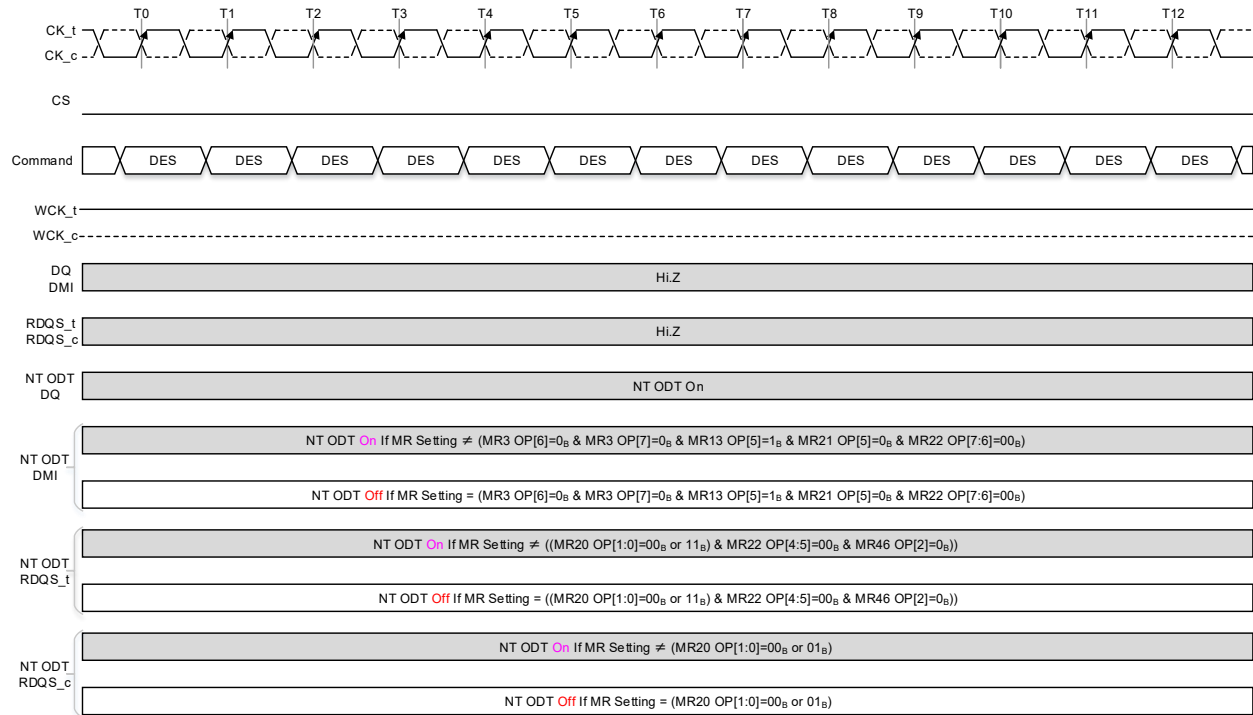 T0 T1 T2 T3 T4 T5 T6 T7 T8 T9 T10 T11 T12
CK_t
CK_c
CS
Command DES DES DES DES DES DES DES DES DES DES DES DES DES
WCK_t
WCK_c
DQ
DMI
Hi.Z
RDQS_t
RDQS_c
Hi.Z
NT ODT
DQ
NT ODT On
NT ODT
DMI
NT ODT On If MR Setting ≠ (MR3 OP[6]=0B & MR3 OP[7]=0B & MR13 OP[5]=1B & MR21 OP[5]=0B & MR22 OP[7:6]=00B)
NT ODT Off If MR Setting = (MR3 OP[6]=0B & MR3 OP[7]=0B & MR13 OP[5]=1B & MR21 OP[5]=0B & MR22 OP[7:6]=00B)
NT ODT
RDQS_t
NT ODT On If MR Setting ≠ ((MR20 OP[1:0]=00B or 11B) & MR22 OP[4:5]=00B & MR46 OP[2]=0B))
NT ODT Off If MR Setting = ((MR20 OP[1:0]=00B or 11B) & MR22 OP[4:5]=00B & MR46 OP[2]=0B))
NT ODT
RDQS_c
NT ODT On If MR Setting ≠ (MR20 OP[1:0]=00B or 01B)
NT ODT Off If MR Setting = (MR20 OP[1:0]=00B or 01B)